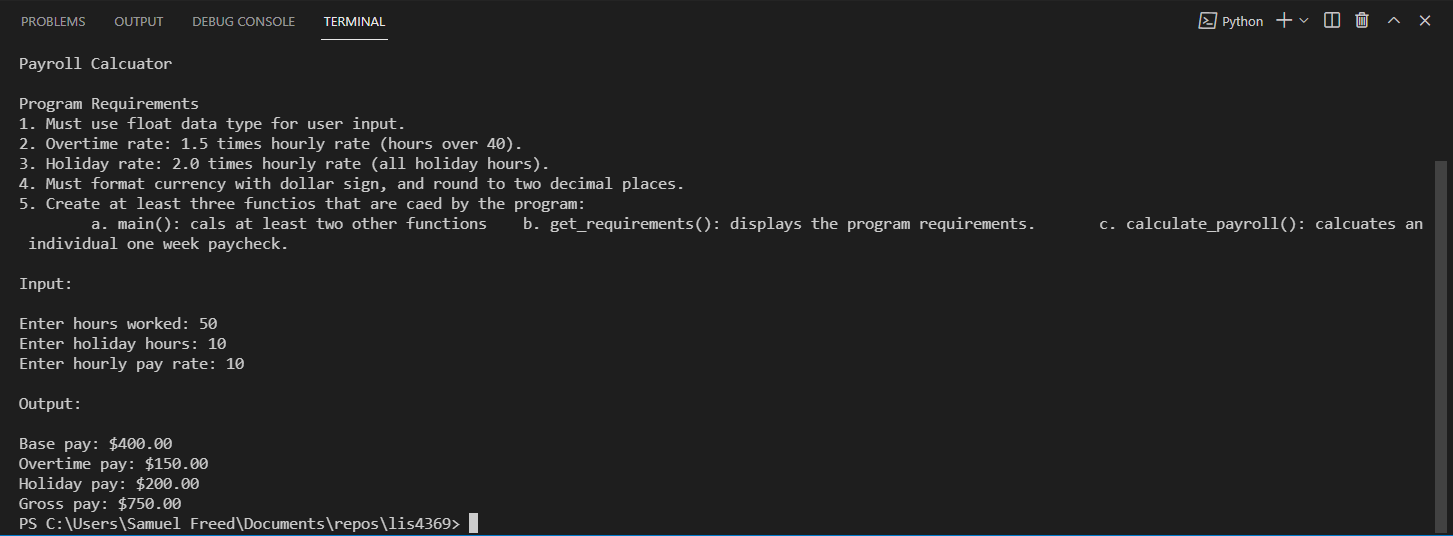 PROBLEMS OUTPUT DEBUG CONSOLE TERMINAL Python
Payroll Calcuator
Program Requirements
1. Must use float data type for user input.
2. Overtime rate: 1.5 times hourly rate (hours over 40).
3. Holiday rate: 2.0 times hourly rate (all holiday hours).
4. Must format currency with dollar sign, and round to two decimal places.
5. Create at least three functios that are caed by the program:
a. main(): cals at least two other functions b. get_requirements(): displays the program requirements. c. calculate_payroll(): calcuates an
individual one week paycheck.
Input:
Enter hours worked: 50
Enter holiday hours: 10
Enter hourly pay rate: 10
Output:
Base pay: $400.00
Overtime pay: $150.00
Holiday pay: $200.00
Gross pay: $750.00
PS C:\Users\Samuel Freed\Documents\repos\lis4369>